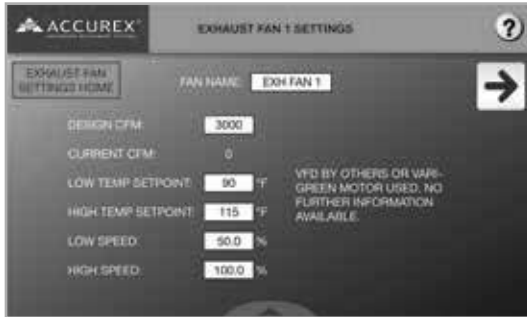 ACCUREX®
EXHAUST FAN 1 SETTINGS
?
EXHAUST FAN
SETTINGS HOME
FAN NAME: EXH FAN 1
DESIGN CFM: 3000
CURRENT CFM: 0
LOW TEMP SETPOINT: 90 °F
HIGH TEMP SETPOINT: 115 °F
LOW SPEED: 50.0 %
HIGH SPEED: 100.0 %
VFD BY OTHERS OR VARI-
GREEN MOTOR USED. NO
FURTHER INFORMATION
AVAILABLE.